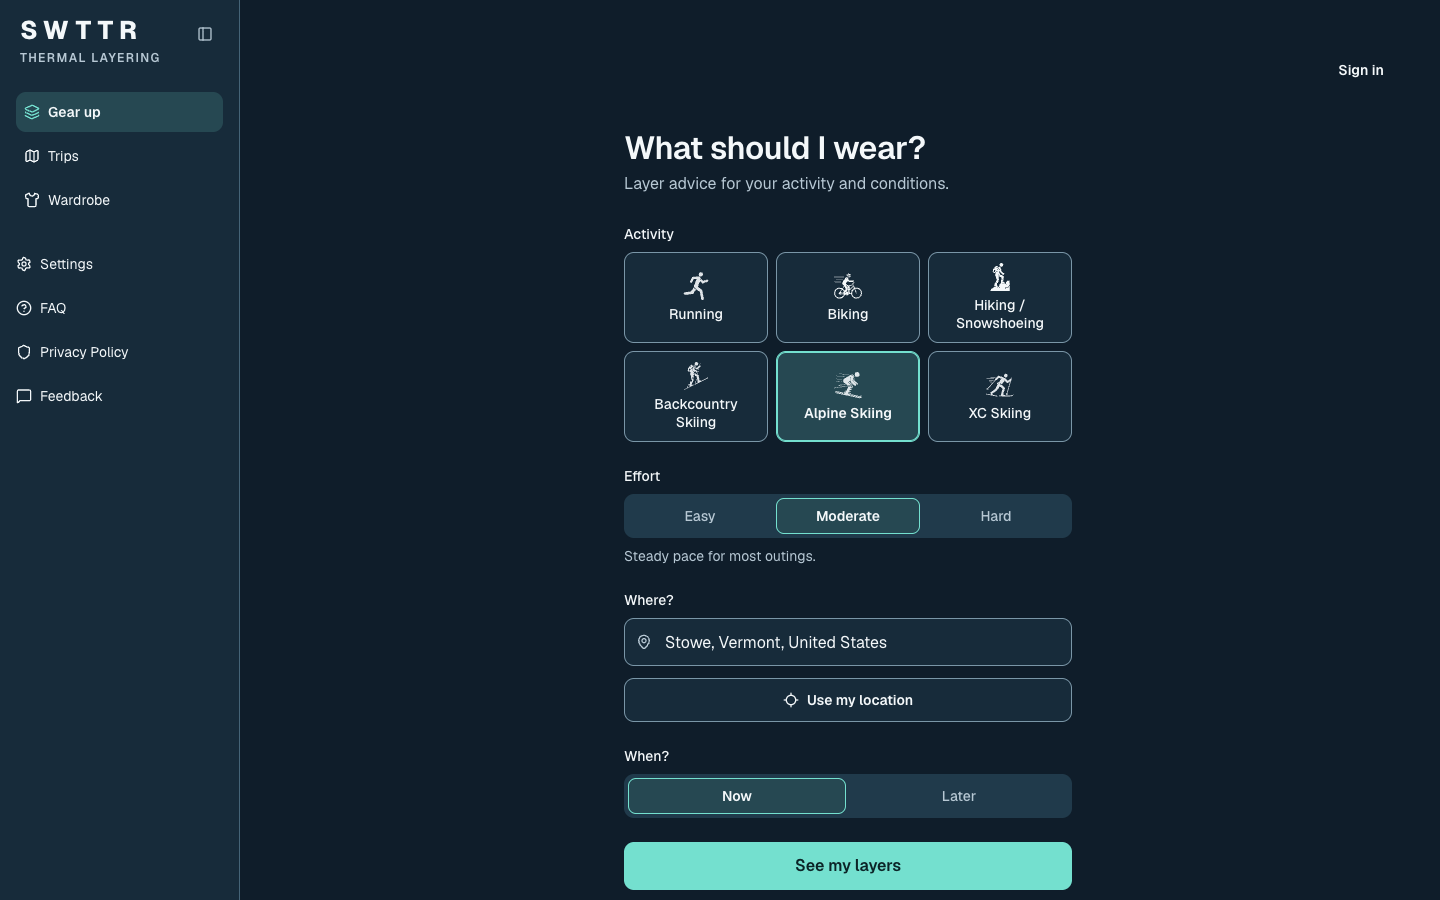 SWTTR
THERMAL LAYERING
Gear up
Trips
Wardrobe
Settings
FAQ
Privacy Policy
Feedback
Sign in
What should I wear?
Layer advice for your activity and conditions.
Activity
Running
Biking
Hiking /
Snowshoeing
Backcountry
Skiing
Alpine Skiing
XC Skiing
Effort
Easy
Moderate
Hard
Steady pace for most outings.
Where?
Stowe, Vermont, United States
Use my location
When?
Now
Later
See my layers